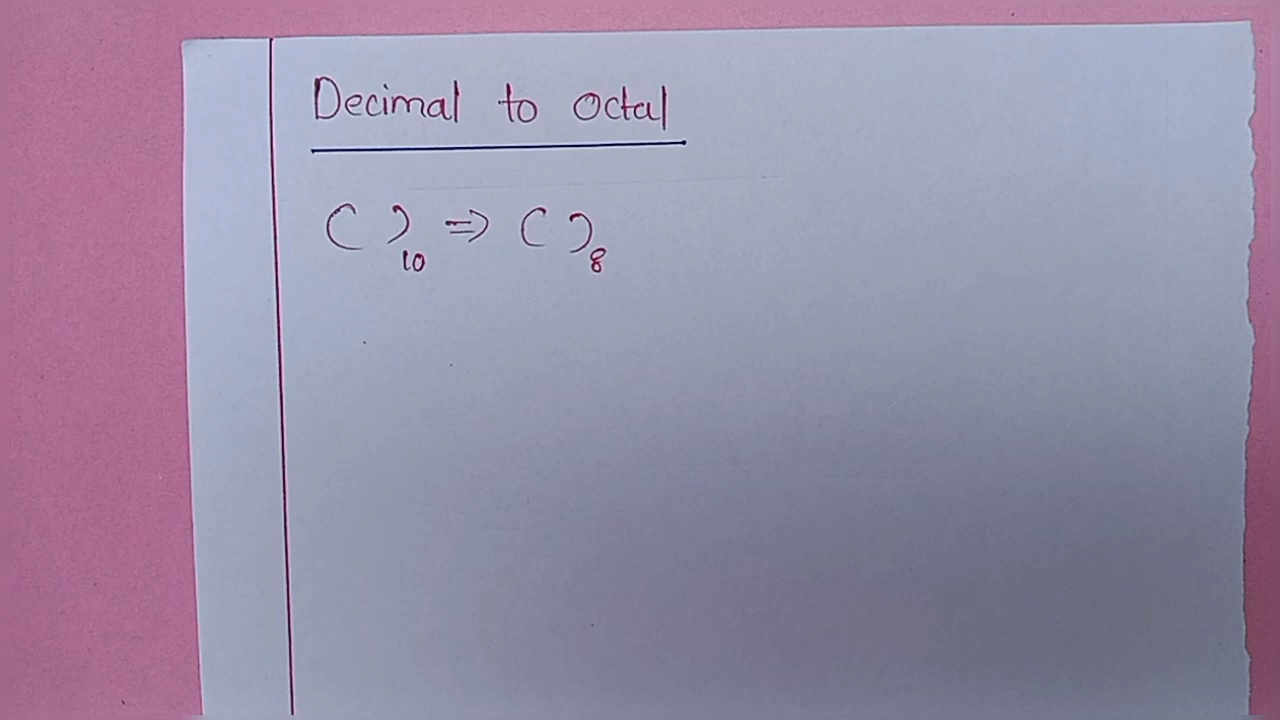 Decimal to Octal
( )₁₀ ⇒ ( )₈